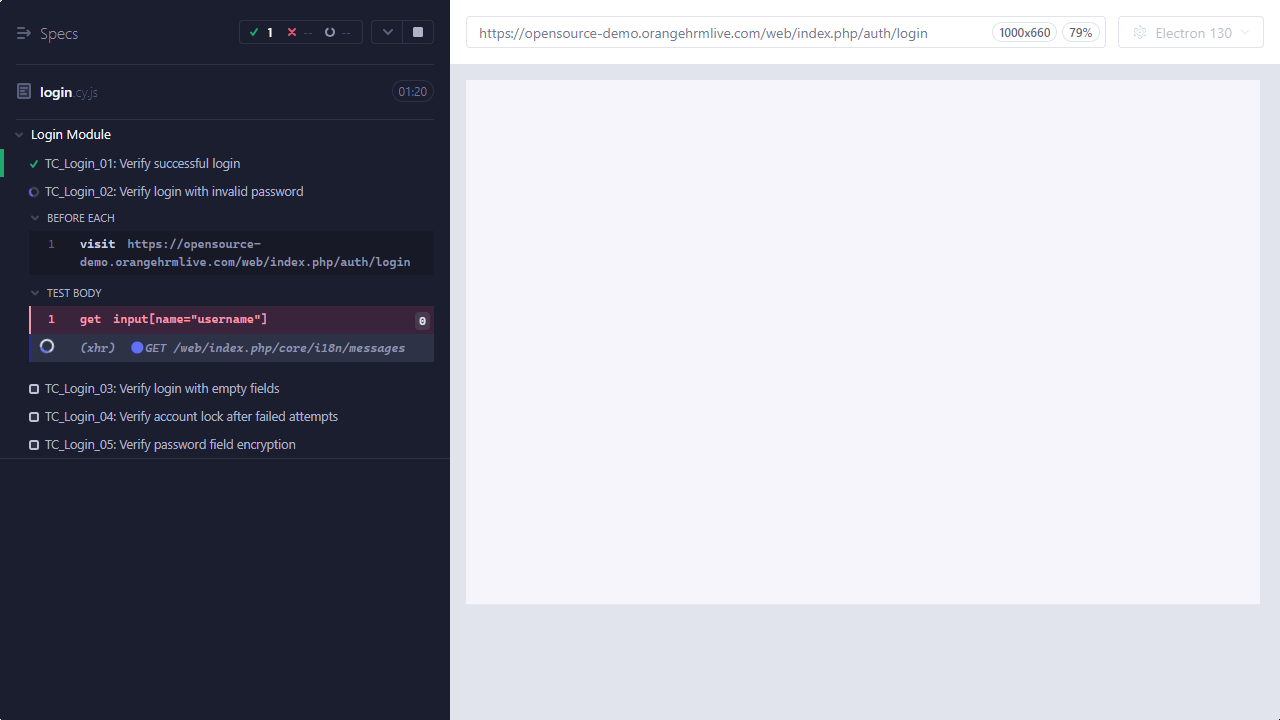 Specs
1 -- --
login.cy.js
01:20
Login Module
TC_Login_01: Verify successful login
TC_Login_02: Verify login with invalid password
BEFORE EACH
1 visit https://opensource-
demo.orangehrmlive.com/web/index.php/auth/login
TEST BODY
1 get input[name="username"] 0
(xhr) GET /web/index.php/core/i18n/messages
TC_Login_03: Verify login with empty fields
TC_Login_04: Verify account lock after failed attempts
TC_Login_05: Verify password field encryption
https://opensource-demo.orangehrmlive.com/web/index.php/auth/login 1000x660 79% Electron 130